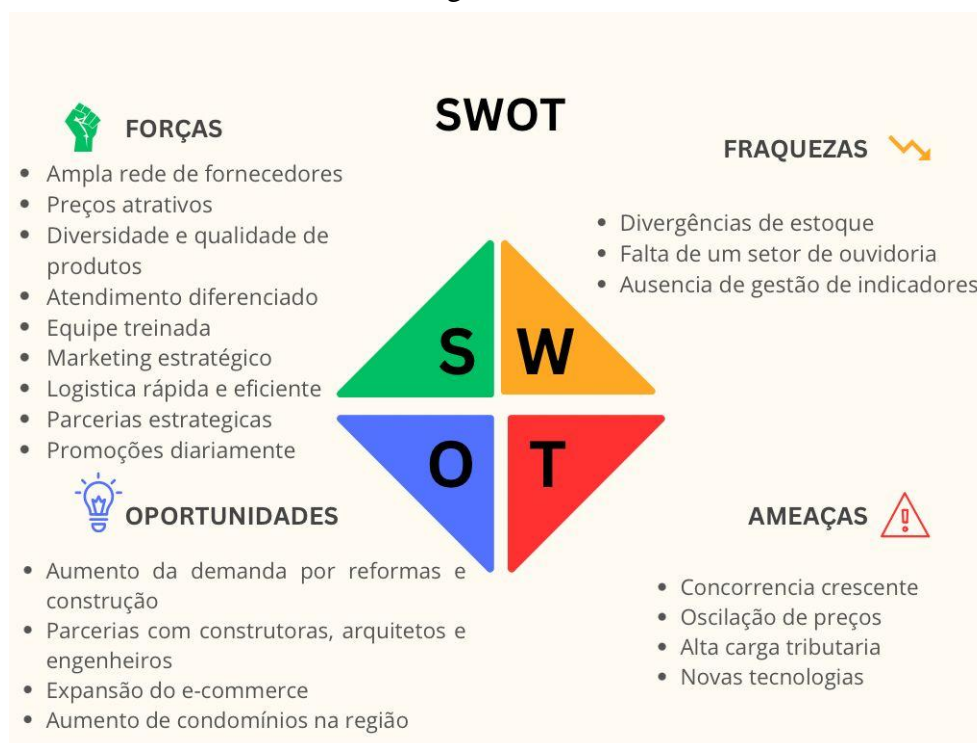 SWOT
FORÇAS
• Ampla rede de fornecedores
• Preços atrativos
• Diversidade e qualidade de
produtos
• Atendimento diferenciado
• Equipe treinada
• Marketing estratégico
• Logistica rápida e eficiente
• Parcerias estrategicas
• Promoções diariamente
FRAQUEZAS
• Divergências de estoque
• Falta de um setor de ouvidoria
• Ausencia de gestão de indicadores
S W
O T
OPORTUNIDADES
• Aumento da demanda por reformas e
construção
• Parcerias com construtoras, arquitetos e
engenheiros
• Expansão do e-commerce
• Aumento de condomínios na região
AMEAÇAS
• Concorrencia crescente
• Oscilação de preços
• Alta carga tributaria
• Novas tecnologias